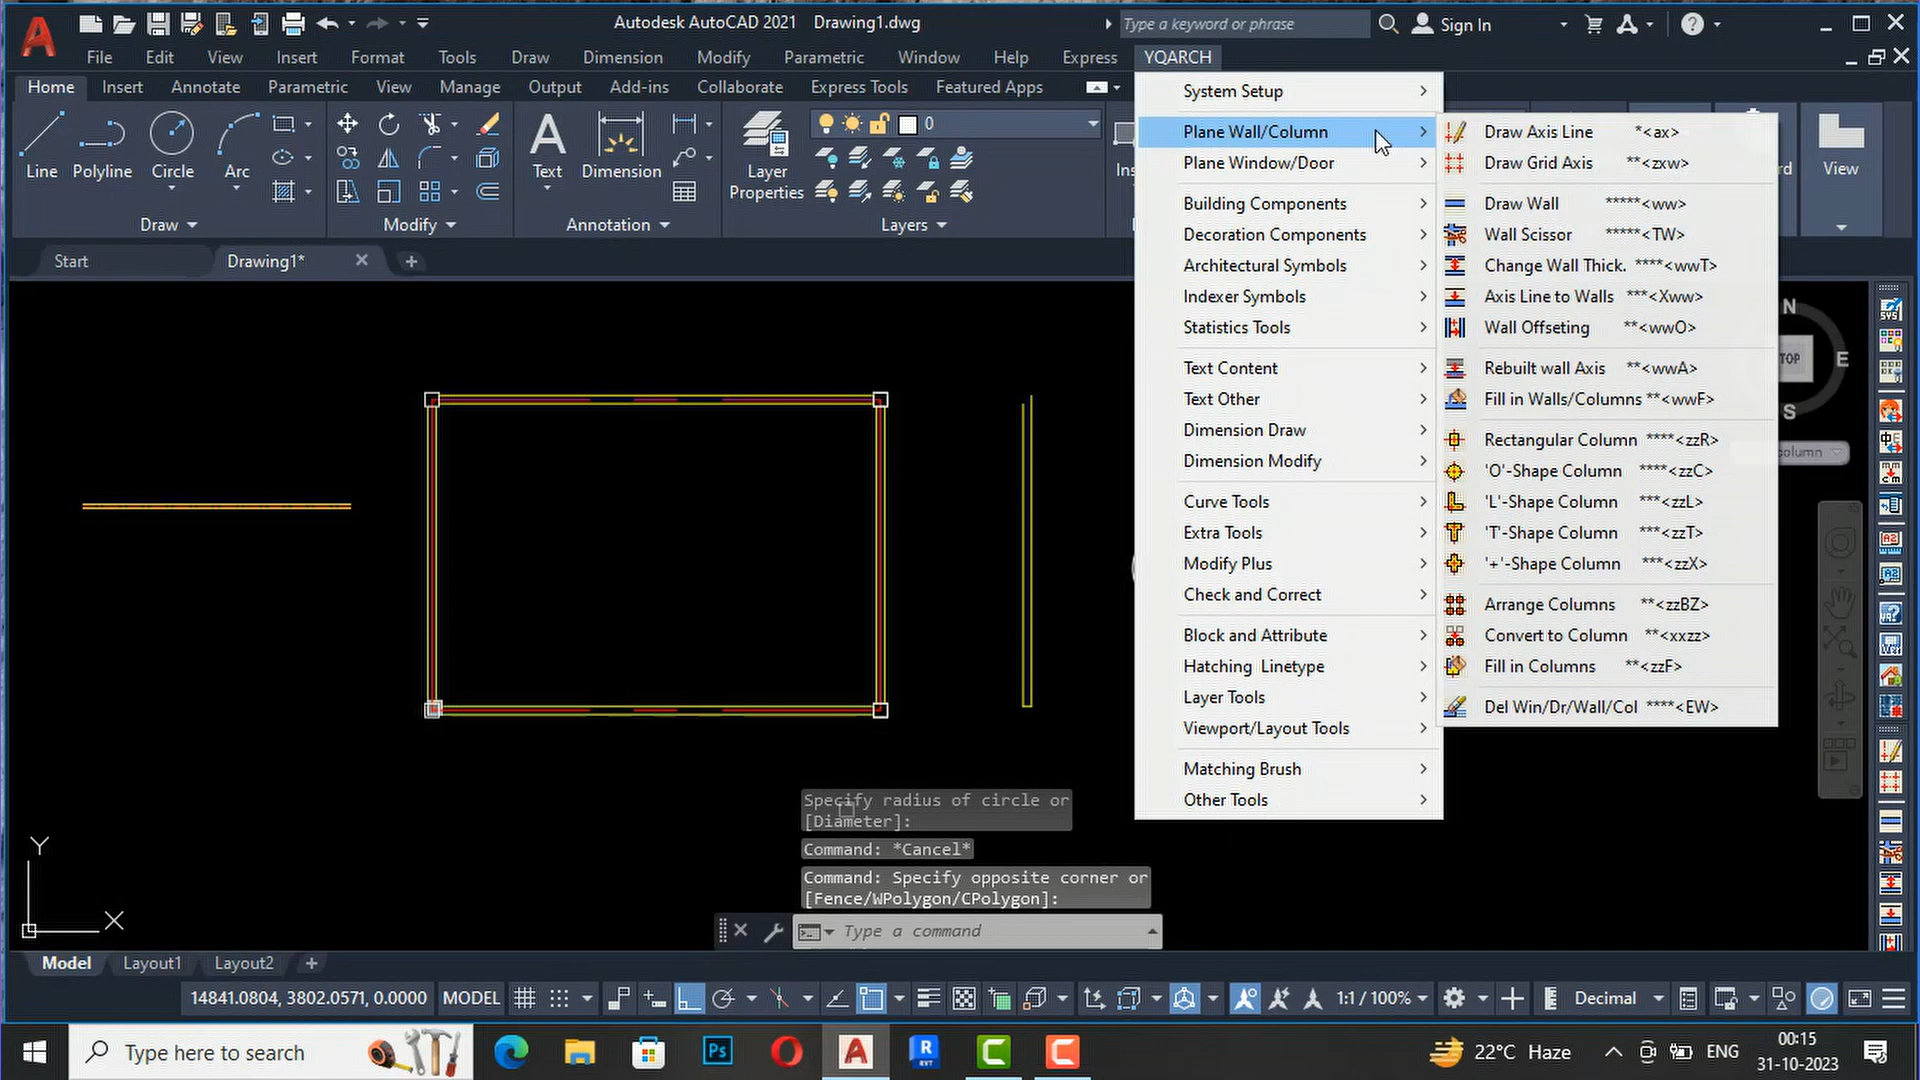 Autodesk AutoCAD 2021 Drawing1.dwg
Type a keyword or phrase
Sign In
File Edit View Insert Format Tools Draw Dimension Modify Parametric Window Help Express YQARCH
Home Insert Annotate Parametric View Manage Output Add-ins Collaborate Express Tools Featured Apps
0
Line Polyline Circle Arc
Text Dimension
Layer
Properties
View
Draw Modify Annotation Layers
Start Drawing1*
System Setup
Plane Wall/Column
Plane Window/Door
Building Components
Decoration Components
Architectural Symbols
Indexer Symbols
Statistics Tools
Text Content
Text Other
Dimension Draw
Dimension Modify
Curve Tools
Extra Tools
Modify Plus
Check and Correct
Block and Attribute
Hatching Linetype
Layer Tools
Viewport/Layout Tools
Matching Brush
Other Tools
Draw Axis Line *<ax>
Draw Grid Axis **<zxw>
Draw Wall *****<ww>
Wall Scissor *****<TW>
Change Wall Thick. ****<wwT>
Axis Line to Walls ***<Xww>
Wall Offseting **<wwO>
Rebuilt wall Axis **<wwA>
Fill in Walls/Columns **<wwF>
Rectangular Column ****<zzR>
'O'-Shape Column ****<zzC>
'L'-Shape Column ***<zzL>
'T'-Shape Column ***<zzT>
'+'-Shape Column ***<zzX>
Arrange Columns **<zzBZ>
Convert to Column **<xxzz>
Fill in Columns **<zzF>
Del Win/Dr/Wall/Col ****<EW>
N
TOP
E
S
column
Specify radius of circle or
[Diameter]:
Command: *Cancel*
Command: Specify opposite corner or
[Fence/WPolygon/CPolygon]:
Type a command
Y
X
Model Layout1 Layout2
14841.0804, 3802.0571, 0.0000 MODEL 1:1 / 100% Decimal
Type here to search
Ps
R
RVT
22°C Haze
ENG
00:15
31-10-2023